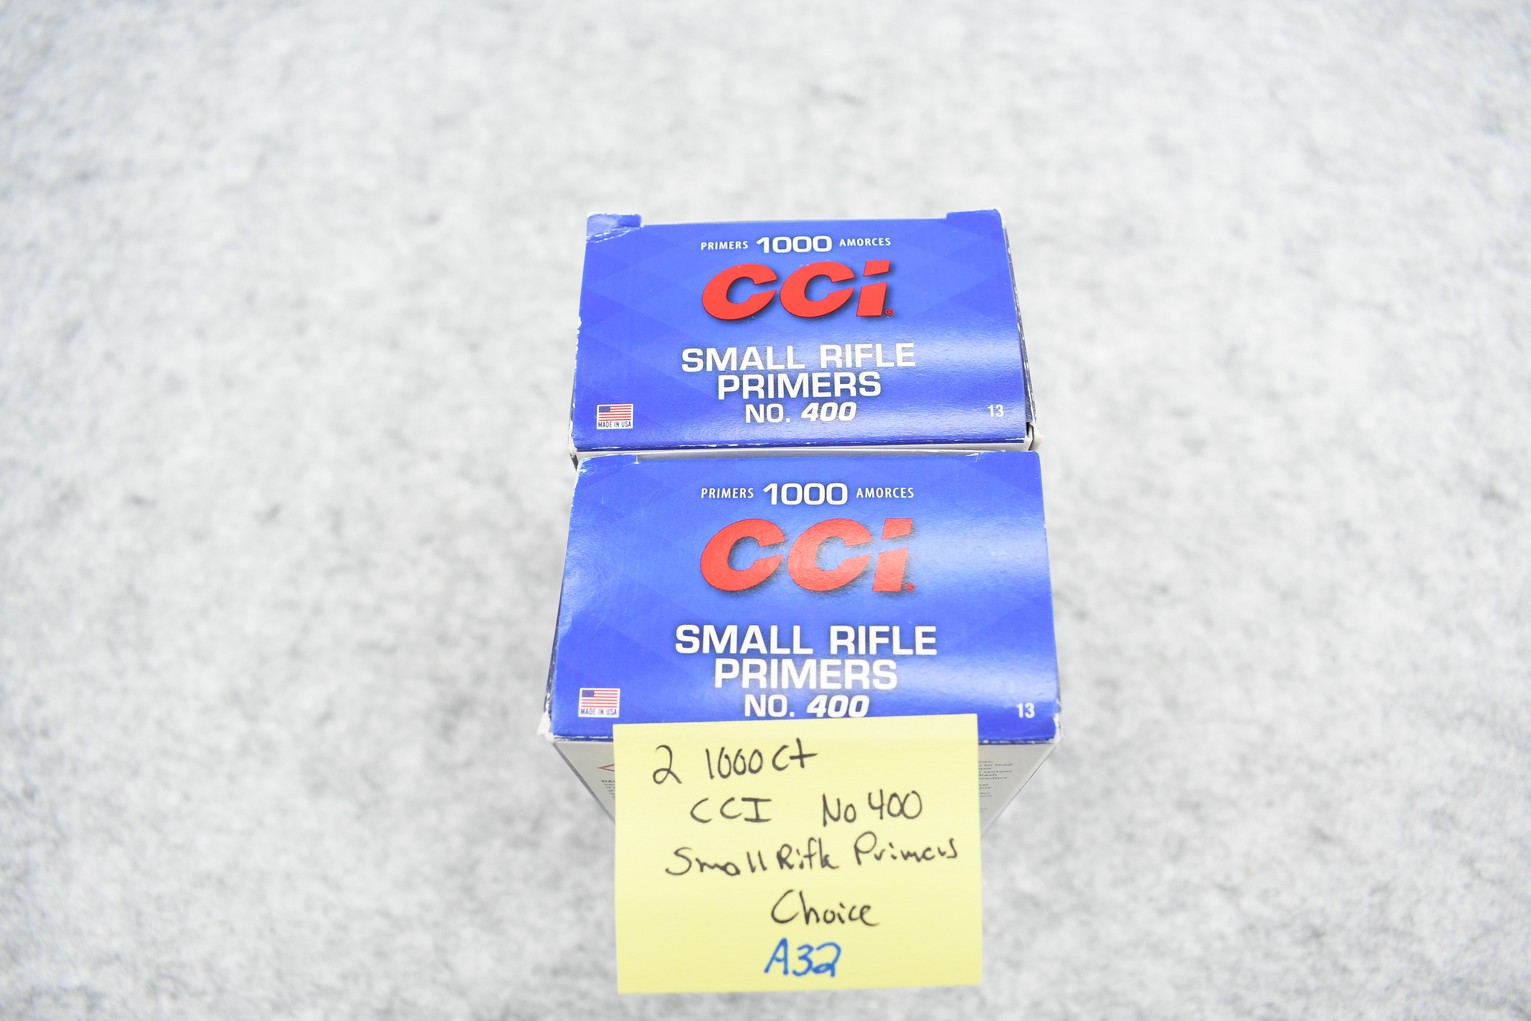 PRIMERS 1000 AMORCES
CCI
SMALL RIFLE
PRIMERS
NO. 400
MADE IN USA
13
PRIMERS 1000 AMORCES
CCI
SMALL RIFLE
PRIMERS
NO. 400
MADE IN USA
13
2 1000 ct
CCI No 400
Small Rifle Primers
Choice
A32